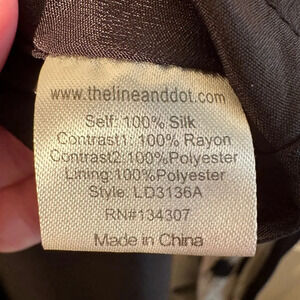 www.thelineanddot.com
Self: 100% Silk
Contrast1: 100% Rayon
Contrast2:100%Polyester
Lining:100%Polyester
Style: LD3136A
RN#134307
Made in China